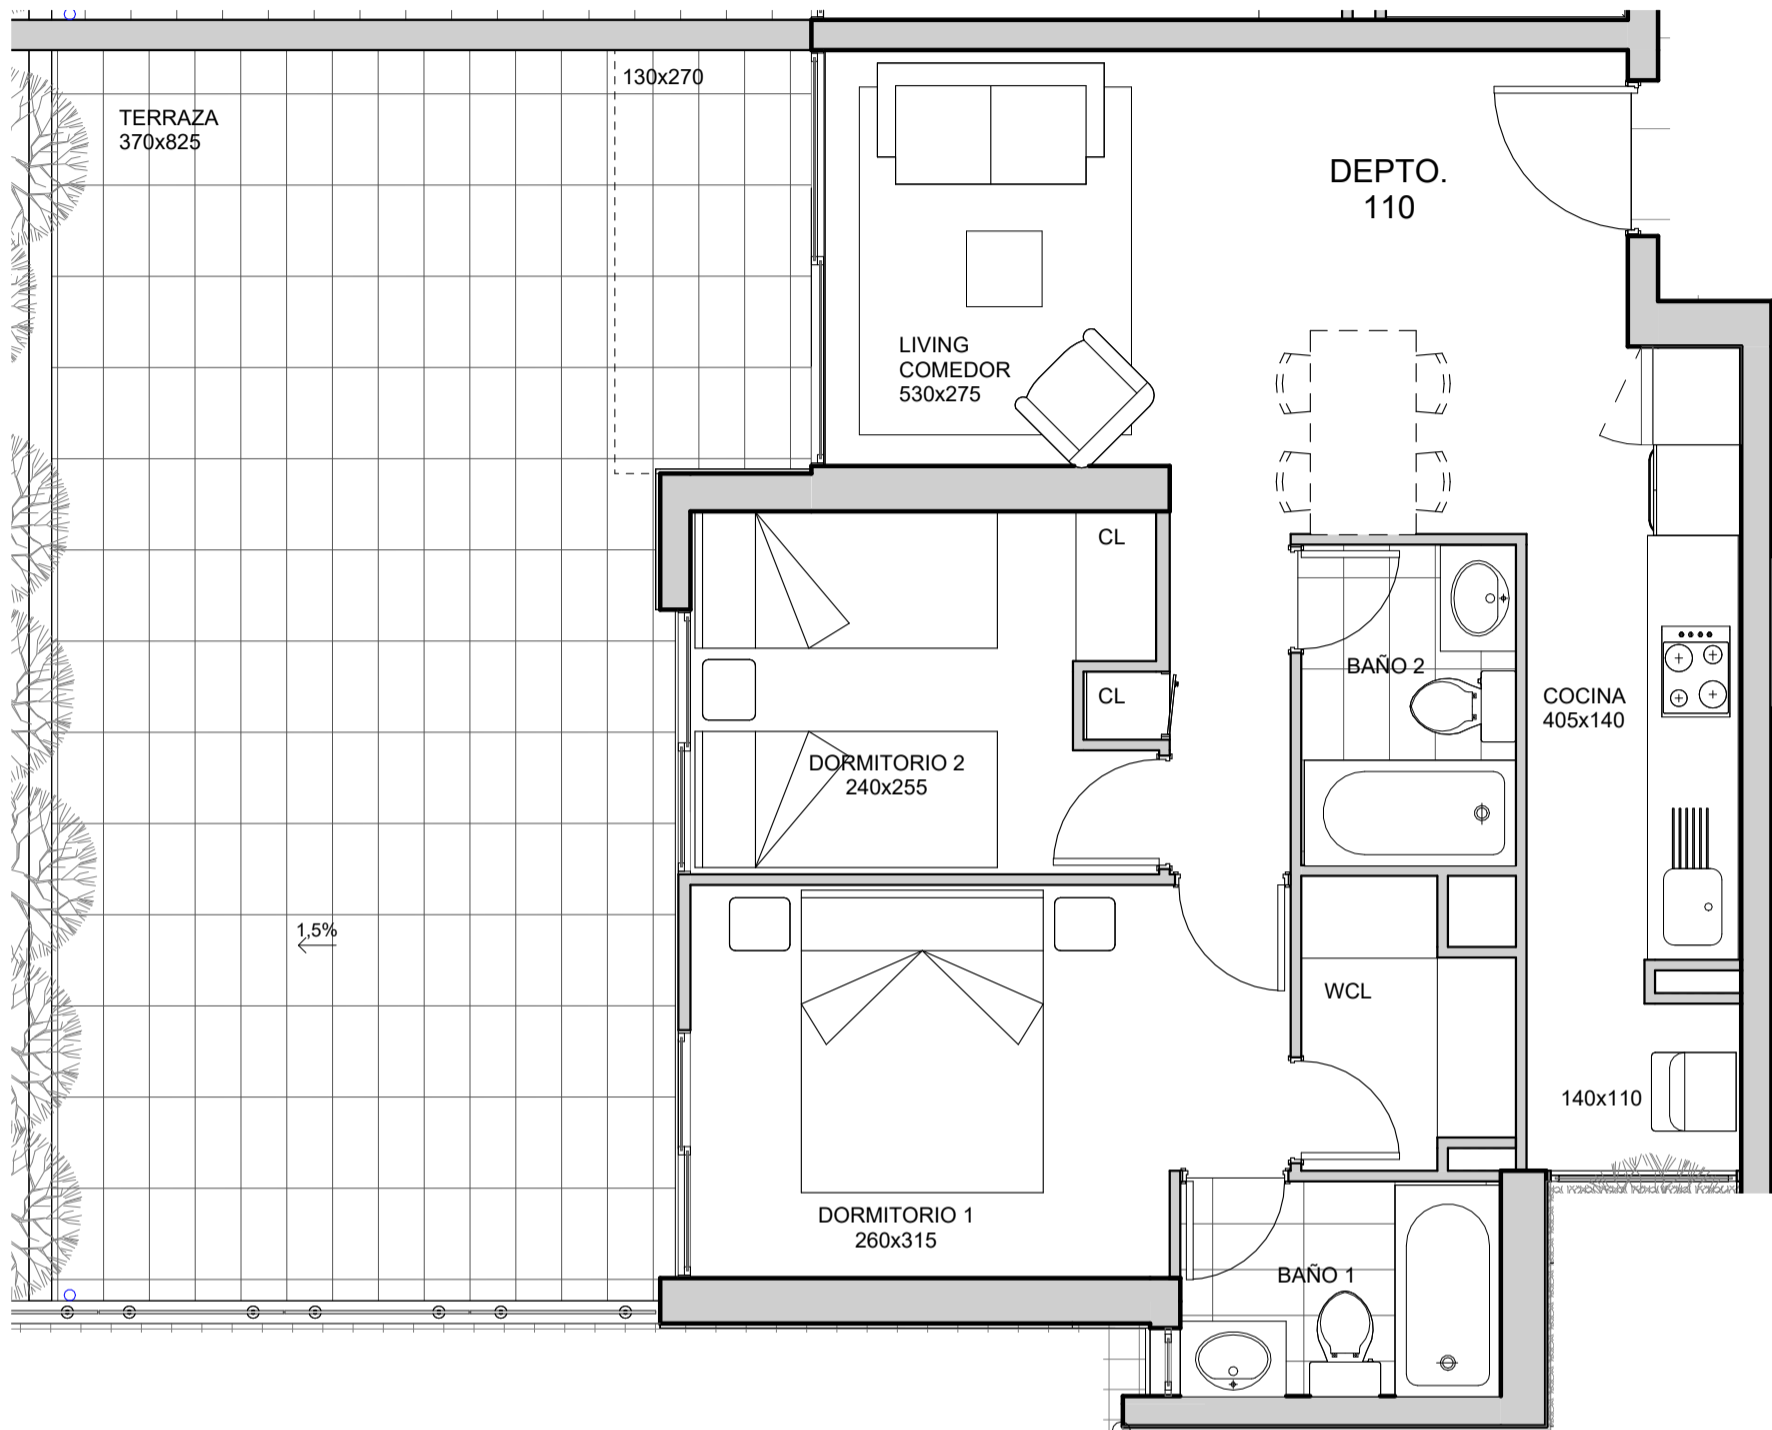 130x270
TERRAZA
370x825
DEPTO.
110
LIVING
COMEDOR
530x275
CL
CL
BAÑO 2
COCINA
405x140
DORMITORIO 2
240x255
1,5%
WCL
140x110
DORMITORIO 1
260x315
BAÑO 1